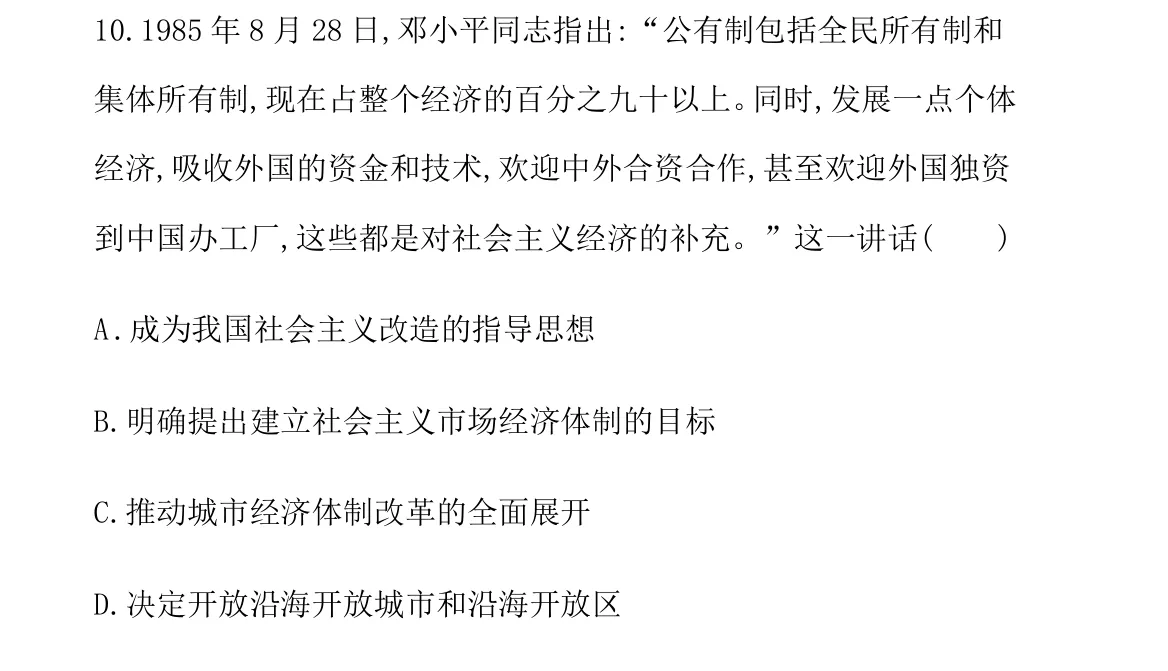 10.1985 年 8 月 28 日,邓小平同志指出:“公有制包括全民所有制和
集体所有制,现在占整个经济的百分之九十以上。同时,发展一点个体
经济,吸收外国的资金和技术,欢迎中外合资合作,甚至欢迎外国独资
到中国办工厂,这些都是对社会主义经济的补充。”这一讲话(　　)
A.成为我国社会主义改造的指导思想
B.明确提出建立社会主义市场经济体制的目标
C.推动城市经济体制改革的全面展开
D.决定开放沿海开放城市和沿海开放区